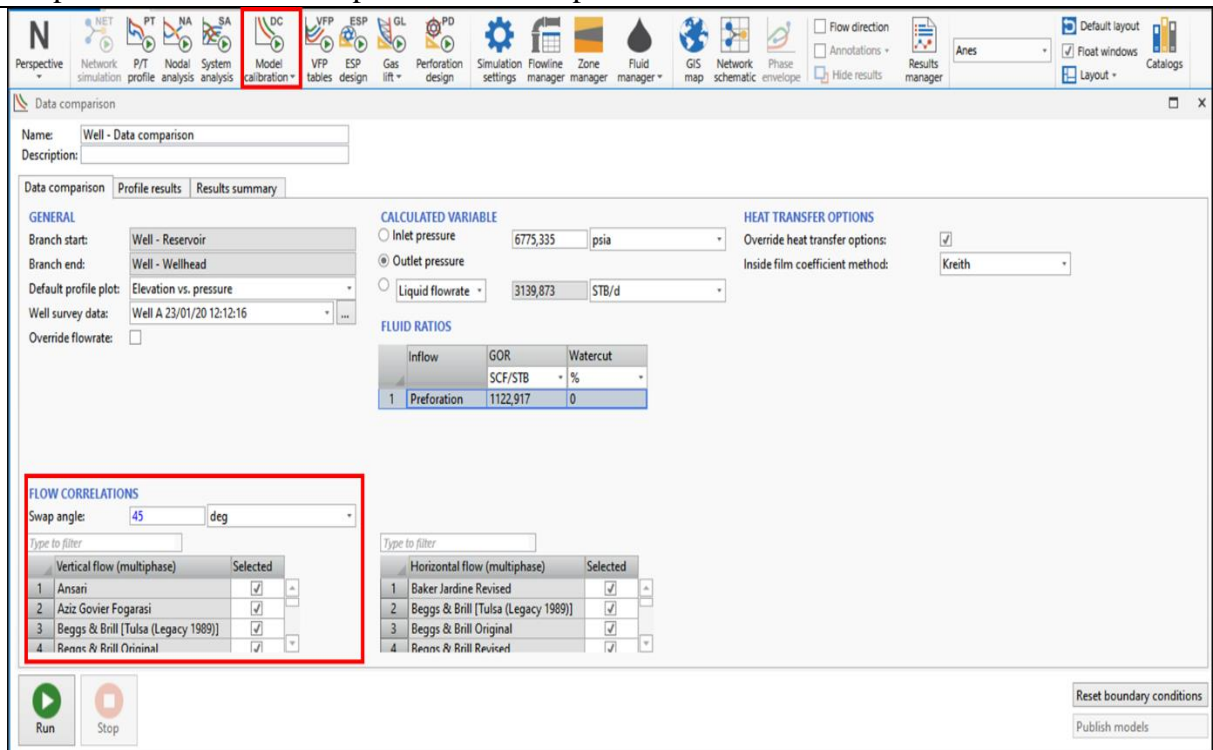 NET PT NA SA DC VFP ESP GL PD
Perspective Network simulation P/T profile Nodal analysis System analysis Model calibration VFP tables ESP design Gas lift Perforation design Simulation settings Flowline manager Zone manager Fluid manager GIS map Network schematic Phase envelope
Flow direction
Annotations
Hide results
Results manager
Anes
Default layout
Float windows
Layout
Catalogs
Data comparison
Name: Well - Data comparison
Description:
Data comparison Profile results Results summary
GENERAL
Branch start: Well - Reservoir
Branch end: Well - Wellhead
Default profile plot: Elevation vs. pressure
Well survey data: Well A 23/01/20 12:12:16 ...
Override flowrate:
CALCULATED VARIABLE
Inlet pressure 6775,335 psia
Outlet pressure
Liquid flowrate 3139,873 STB/d
FLUID RATIOS
Inflow GOR Watercut
SCF/STB %
1 Preforation 1122,917 0
HEAT TRANSFER OPTIONS
Override heat transfer options:
Inside film coefficient method: Kreith
FLOW CORRELATIONS
Swap angle: 45 deg
Type to filter
Vertical flow (multiphase) Selected
1 Ansari
2 Aziz Govier Fogarasi
3 Beggs & Brill [Tulsa (Legacy 1989)]
4 Beggs & Brill Original
Type to filter
Horizontal flow (multiphase) Selected
1 Baker Jardine Revised
2 Beggs & Brill [Tulsa (Legacy 1989)]
3 Beggs & Brill Original
4 Beggs & Brill Revised
Run Stop
Reset boundary conditions
Publish models